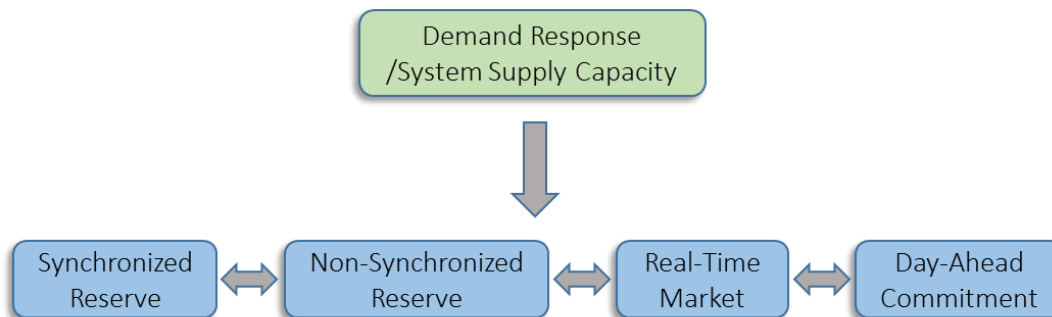 Demand Response
/System Supply Capacity
Synchronized
Reserve
Non-Synchronized
Reserve
Real-Time
Market
Day-Ahead
Commitment